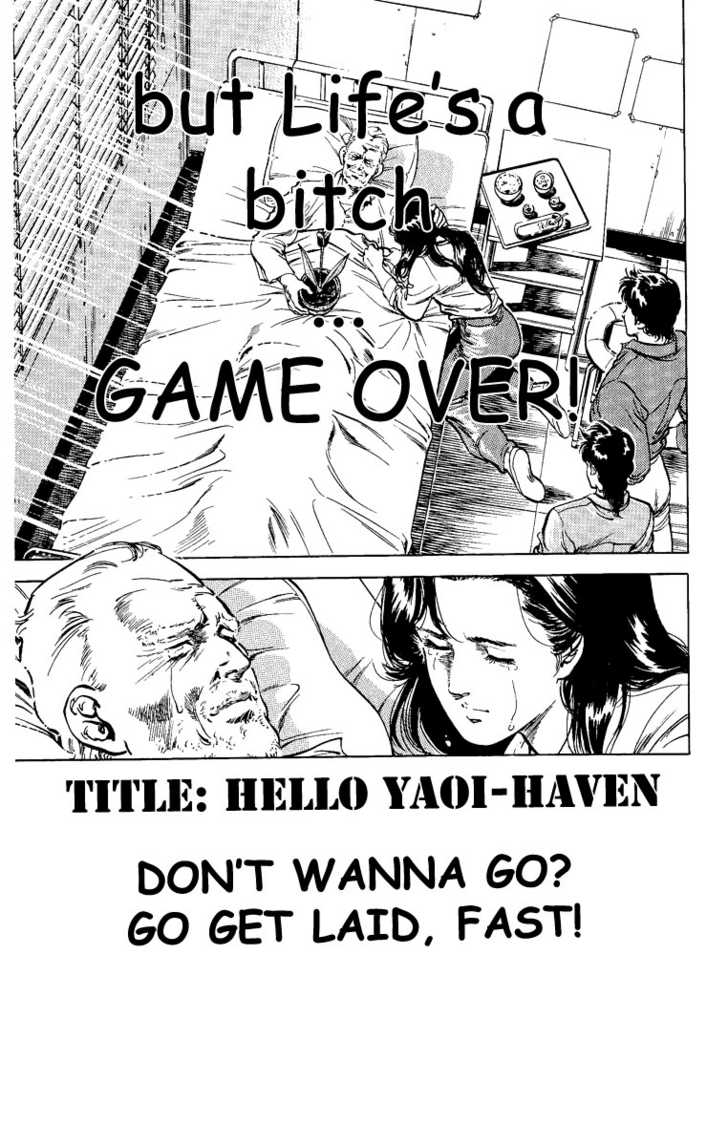 but Life's a
bitch
...
GAME OVER!
TITLE: HELLO YAOI-HAVEN
DON'T WANNA GO?
GO GET LAID, FAST!